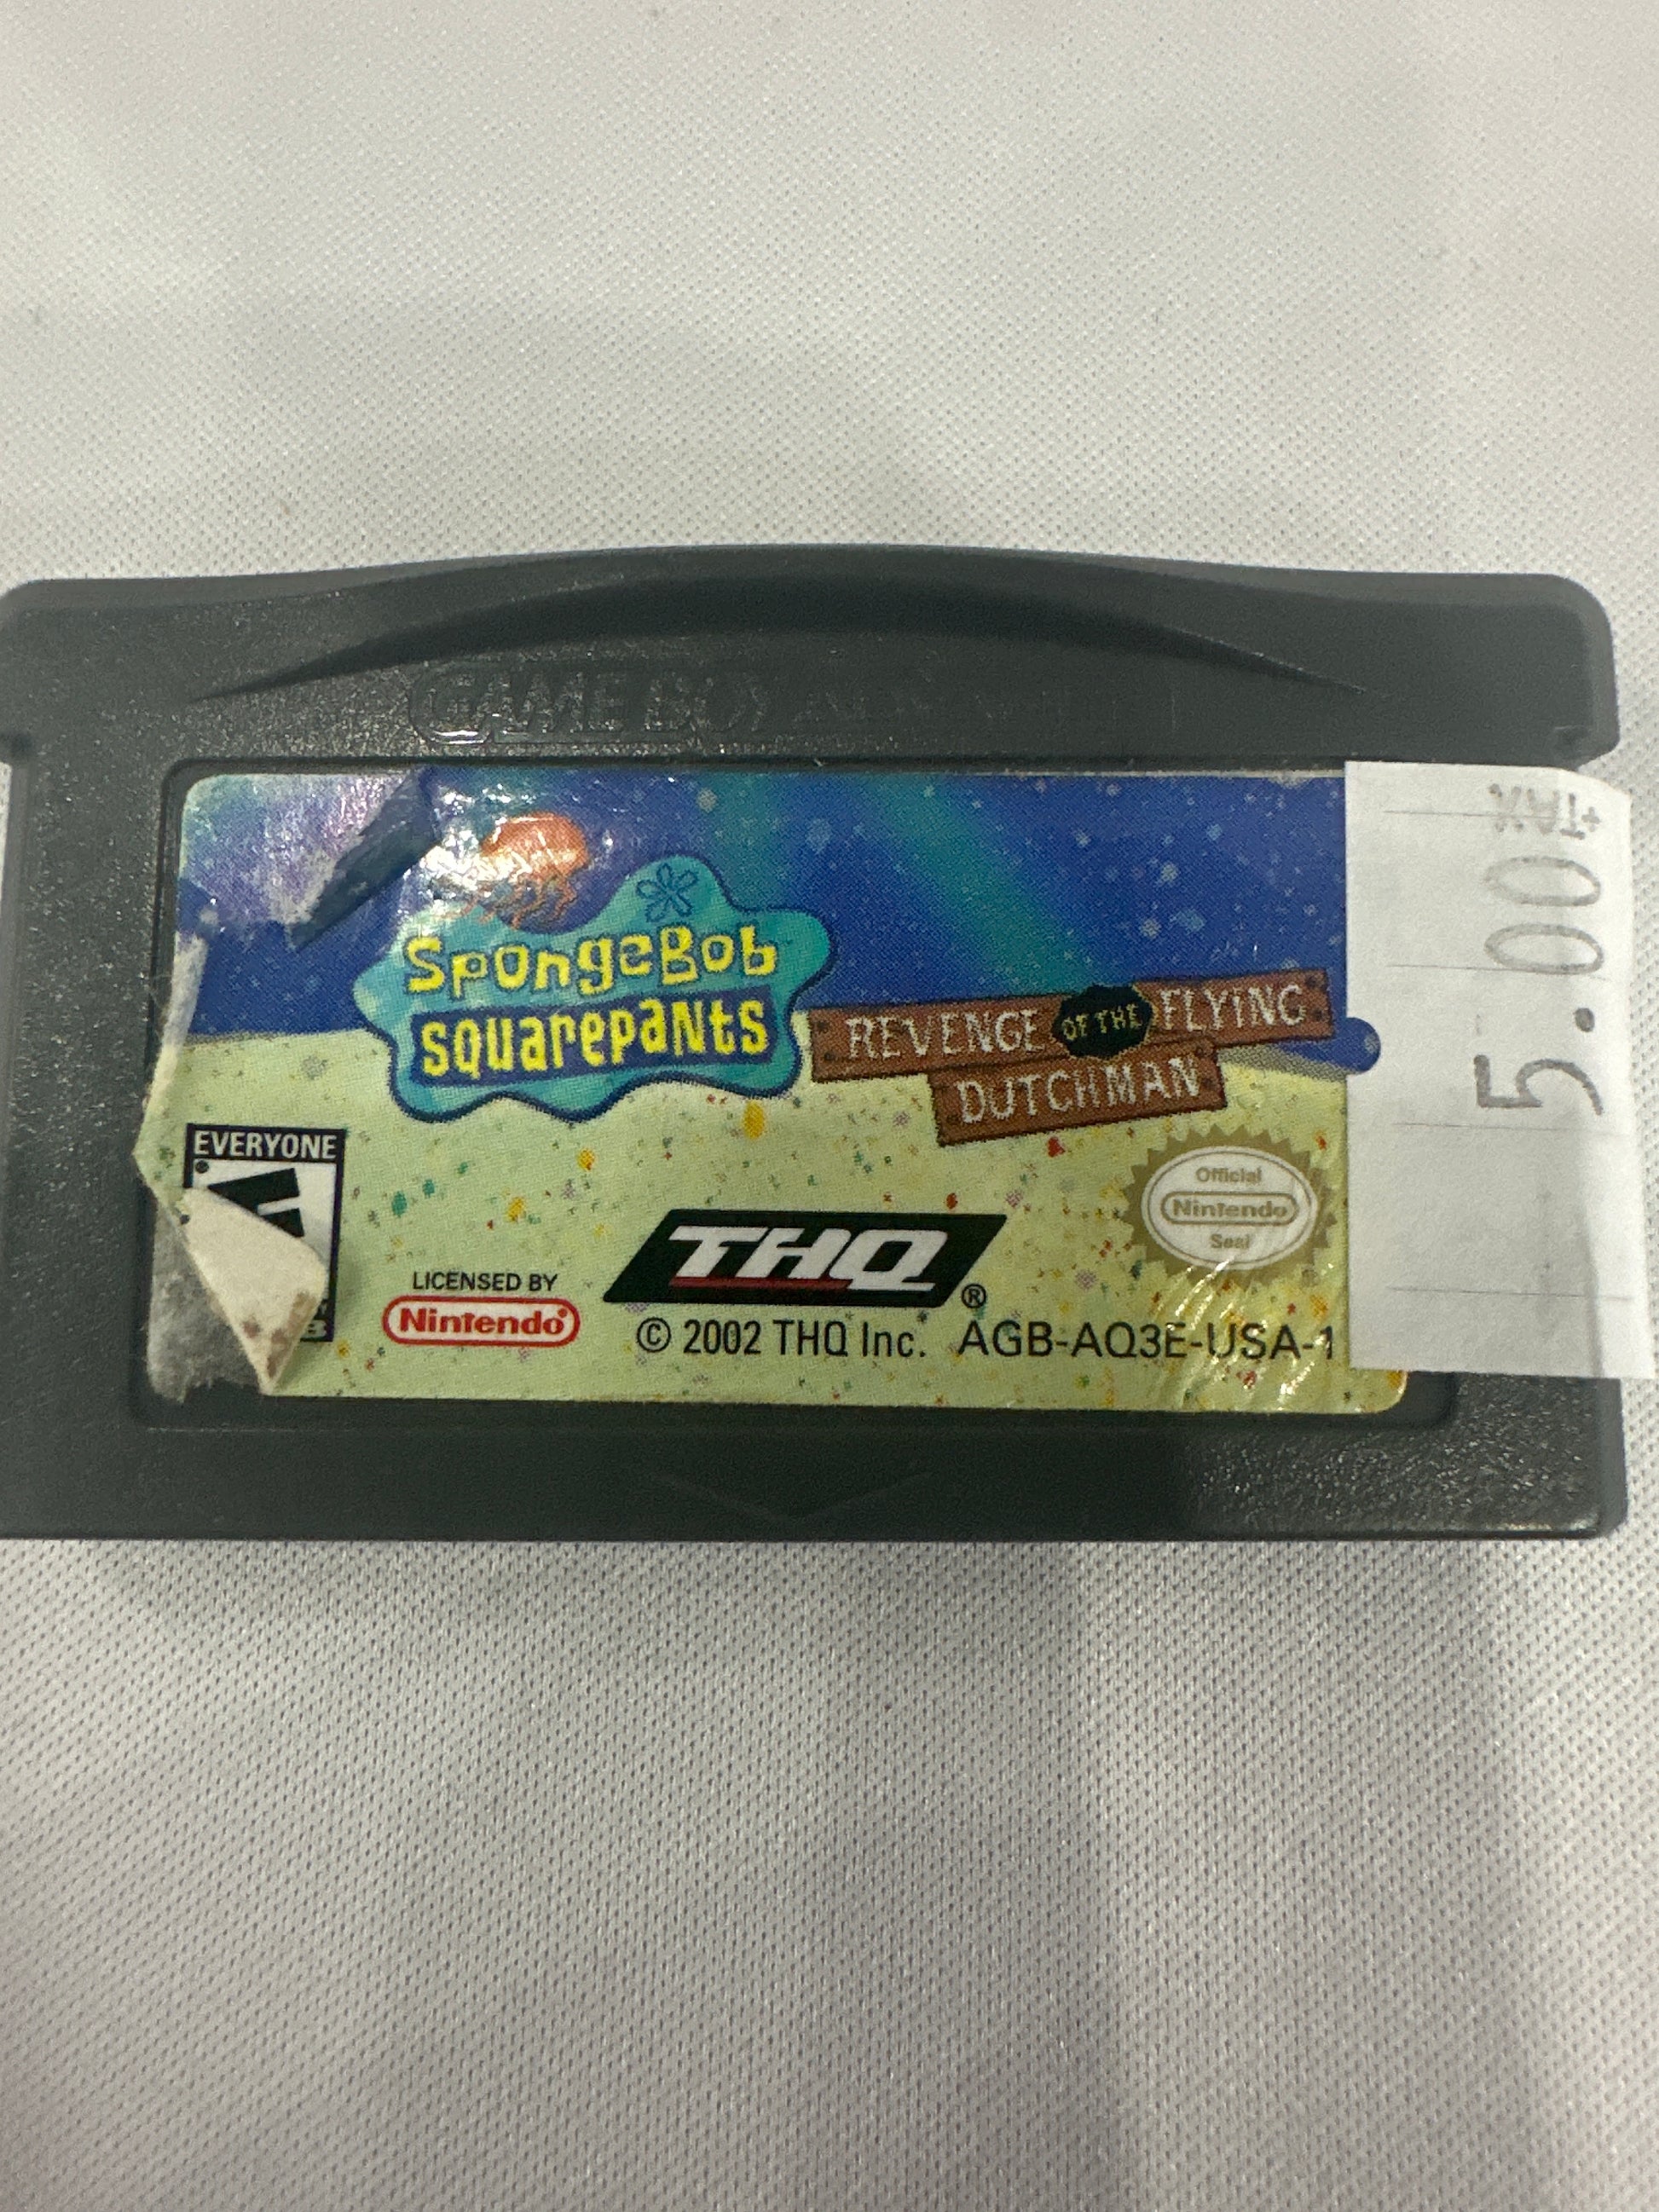 GAME BOY ADVANCE
SpongeBob
SQUAREPANTS
REVENGE OF THE FLYING
DUTCHMAN
EVERYONE
Official
Nintendo
Seal
THQ
®
LICENSED BY
Nintendo®
© 2002 THQ Inc. AGB-AQ3E-USA-1
5.00
+TAX